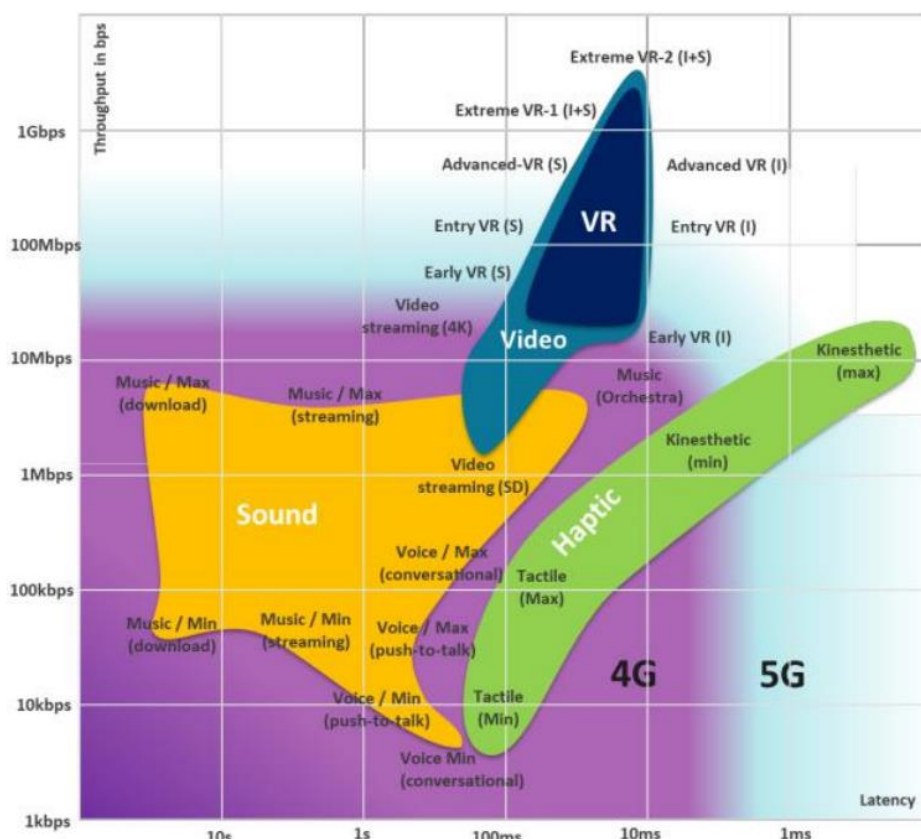 Throughput in bps
Extreme VR-2 (I+S)
Extreme VR-1 (I+S)
1Gbps
Advanced-VR (S)
Advanced VR (I)
VR
Entry VR (S)
Entry VR (I)
100Mbps
Early VR (S)
Video
streaming (4K)
Video
Early VR (I)
10Mbps
Kinesthetic
(max)
Music / Max
(download)
Music / Max
(streaming)
Music
(Orchestra)
Kinesthetic
(min)
1Mbps
Video
streaming (SD)
Sound
Haptic
Voice / Max
(conversational)
100kbps
Tactile
(Max)
Music / Min
(download)
Music / Min
(streaming)
Voice / Max
(push-to-talk)
4G
5G
10kbps
Voice / Min
(push-to-talk)
Tactile
(Min)
Voice Min
(conversational)
Latency
1kbps
10s
1s
100ms
10ms
1ms